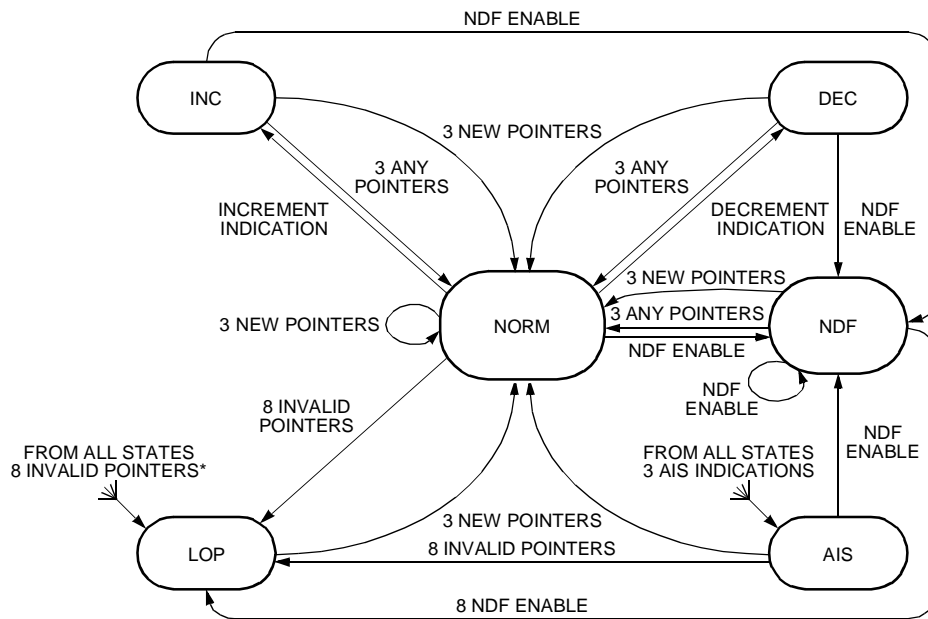 NDF ENABLE
INC
DEC
3 NEW POINTERS
3 ANY
POINTERS
3 ANY
POINTERS
INCREMENT
INDICATION
DECREMENT
INDICATION
NDF
ENABLE
3 NEW POINTERS
3 NEW POINTERS
NORM
3 ANY POINTERS
NDF
NDF ENABLE
NDF
ENABLE
8 INVALID
POINTERS
NDF
ENABLE
FROM ALL STATES
8 INVALID POINTERS*
FROM ALL STATES
3 AIS INDICATIONS
3 NEW POINTERS
LOP
8 INVALID POINTERS
AIS
8 NDF ENABLE